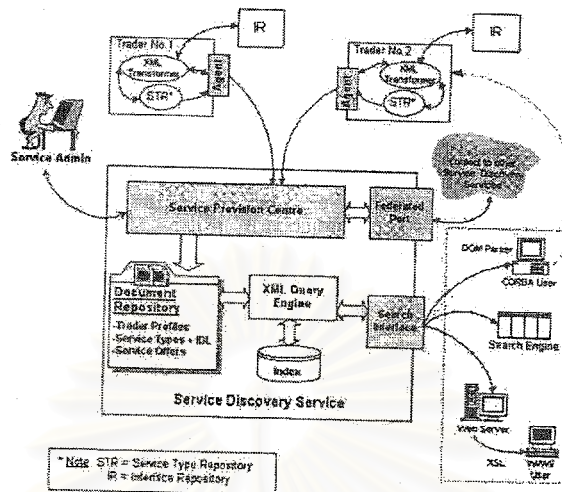 IR
IR
Trader No.1
Trader No.2
XML
Transformer
XML
Transformer
STR*
STR*
Agent
Agent
Service Admin
Service Provision Centre
Federated
Port
to other
Service Discovery
Services
DOM Parser
CORBA User
Document
Repository
-Trader Profiles
-Service Types + IDL
-Service Offers
XML Query
Engine
Search
Interface
Search Engine
Index
Service Discovery Service
Web Server
XSL
WWW
User
* Note: STR = Service Type Repository
IR = Interface Repository